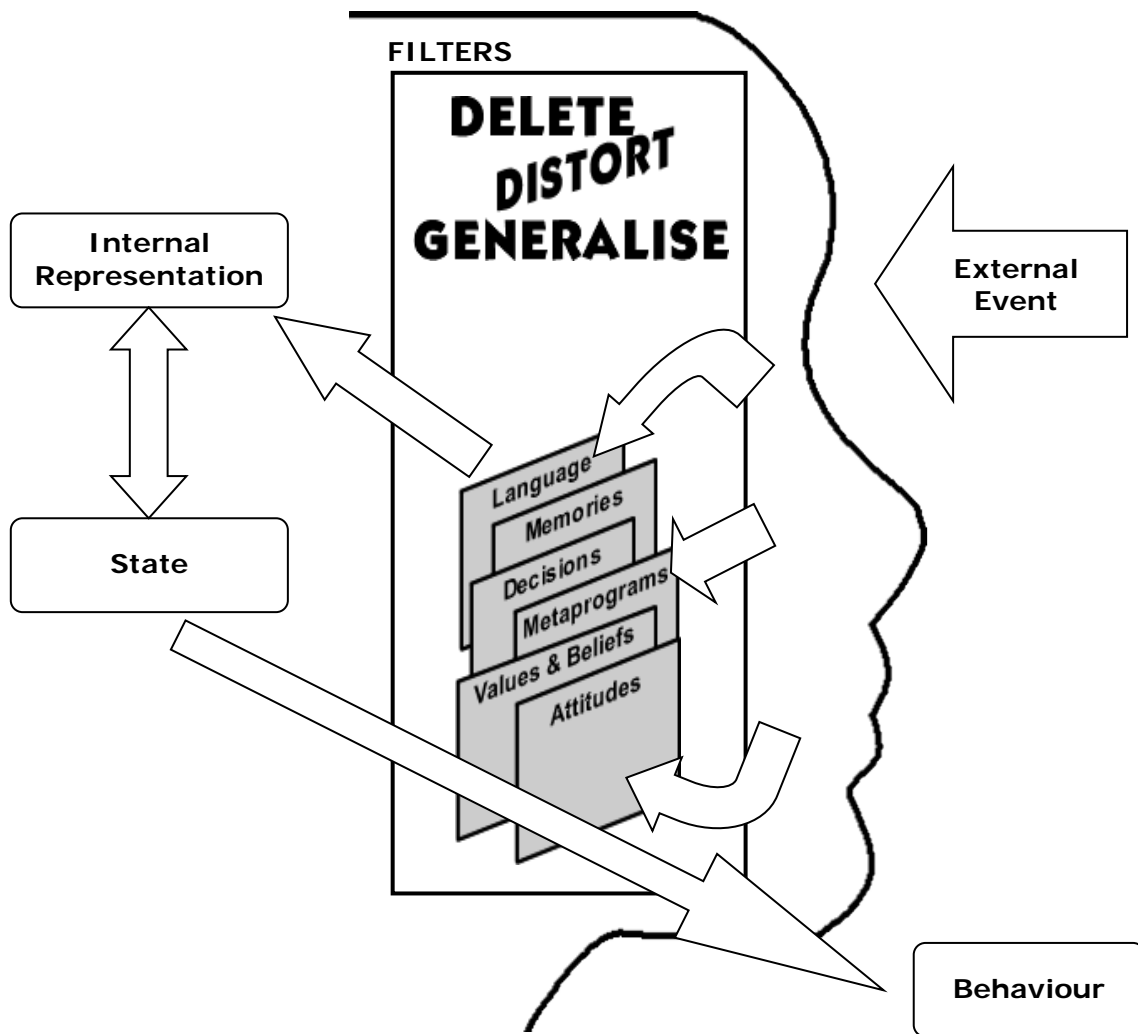 FILTERS
DELETE
DISTORT
GENERALISE
Internal
Representation
External
Event
State
Language
Memories
Decisions
Metaprograms
Values & Beliefs
Attitudes
Behaviour